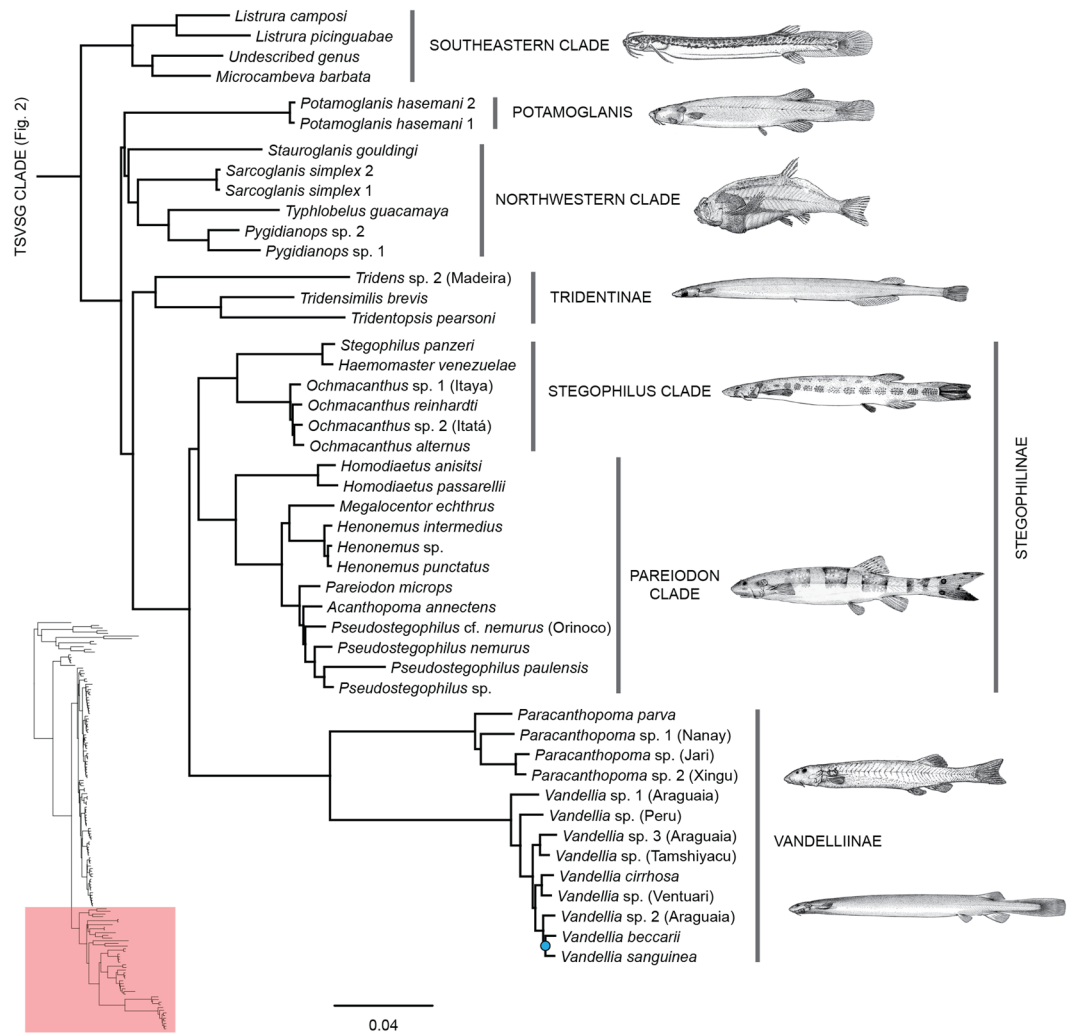 TSVSG CLADE (Fig. 2)
Listrura camposi
Listrura picinguabae
Undescribed genus
Microcambeva barbata
SOUTHEASTERN CLADE
Potamoglanis hasemani 2
Potamoglanis hasemani 1
POTAMOGLANIS
Stauroglanis gouldingi
Sarcoglanis simplex 2
Sarcoglanis simplex 1
Typhlobelus guacamaya
Pygidianops sp. 2
Pygidianops sp. 1
NORTHWESTERN CLADE
Tridens sp. 2 (Madeira)
Tridensimilis brevis
Tridentopsis pearsoni
TRIDENTINAE
Stegophilus panzeri
Haemomaster venezuelae
Ochmacanthus sp. 1 (Itaya)
Ochmacanthus reinhardti
Ochmacanthus sp. 2 (Itatá)
Ochmacanthus alternus
STEGOPHILUS CLADE
Homodiaetus anisitsi
Homodiaetus passarellii
Megalocentor echthrus
Henonemus intermedius
Henonemus sp.
Henonemus punctatus
Pareiodon microps
Acanthopoma annectens
Pseudostegophilus cf. nemurus (Orinoco)
Pseudostegophilus nemurus
Pseudostegophilus paulensis
Pseudostegophilus sp.
PAREIODON
CLADE
STEGOPHILINAE
Paracanthopoma parva
Paracanthopoma sp. 1 (Nanay)
Paracanthopoma sp. (Jari)
Paracanthopoma sp. 2 (Xingu)
Vandellia sp. 1 (Araguaia)
Vandellia sp. (Peru)
Vandellia sp. 3 (Araguaia)
Vandellia sp. (Tamshiyacu)
Vandellia cirrhosa
Vandellia sp. (Ventuari)
Vandellia sp. 2 (Araguaia)
Vandellia beccarii
Vandellia sanguinea
VANDELLIINAE
0.04